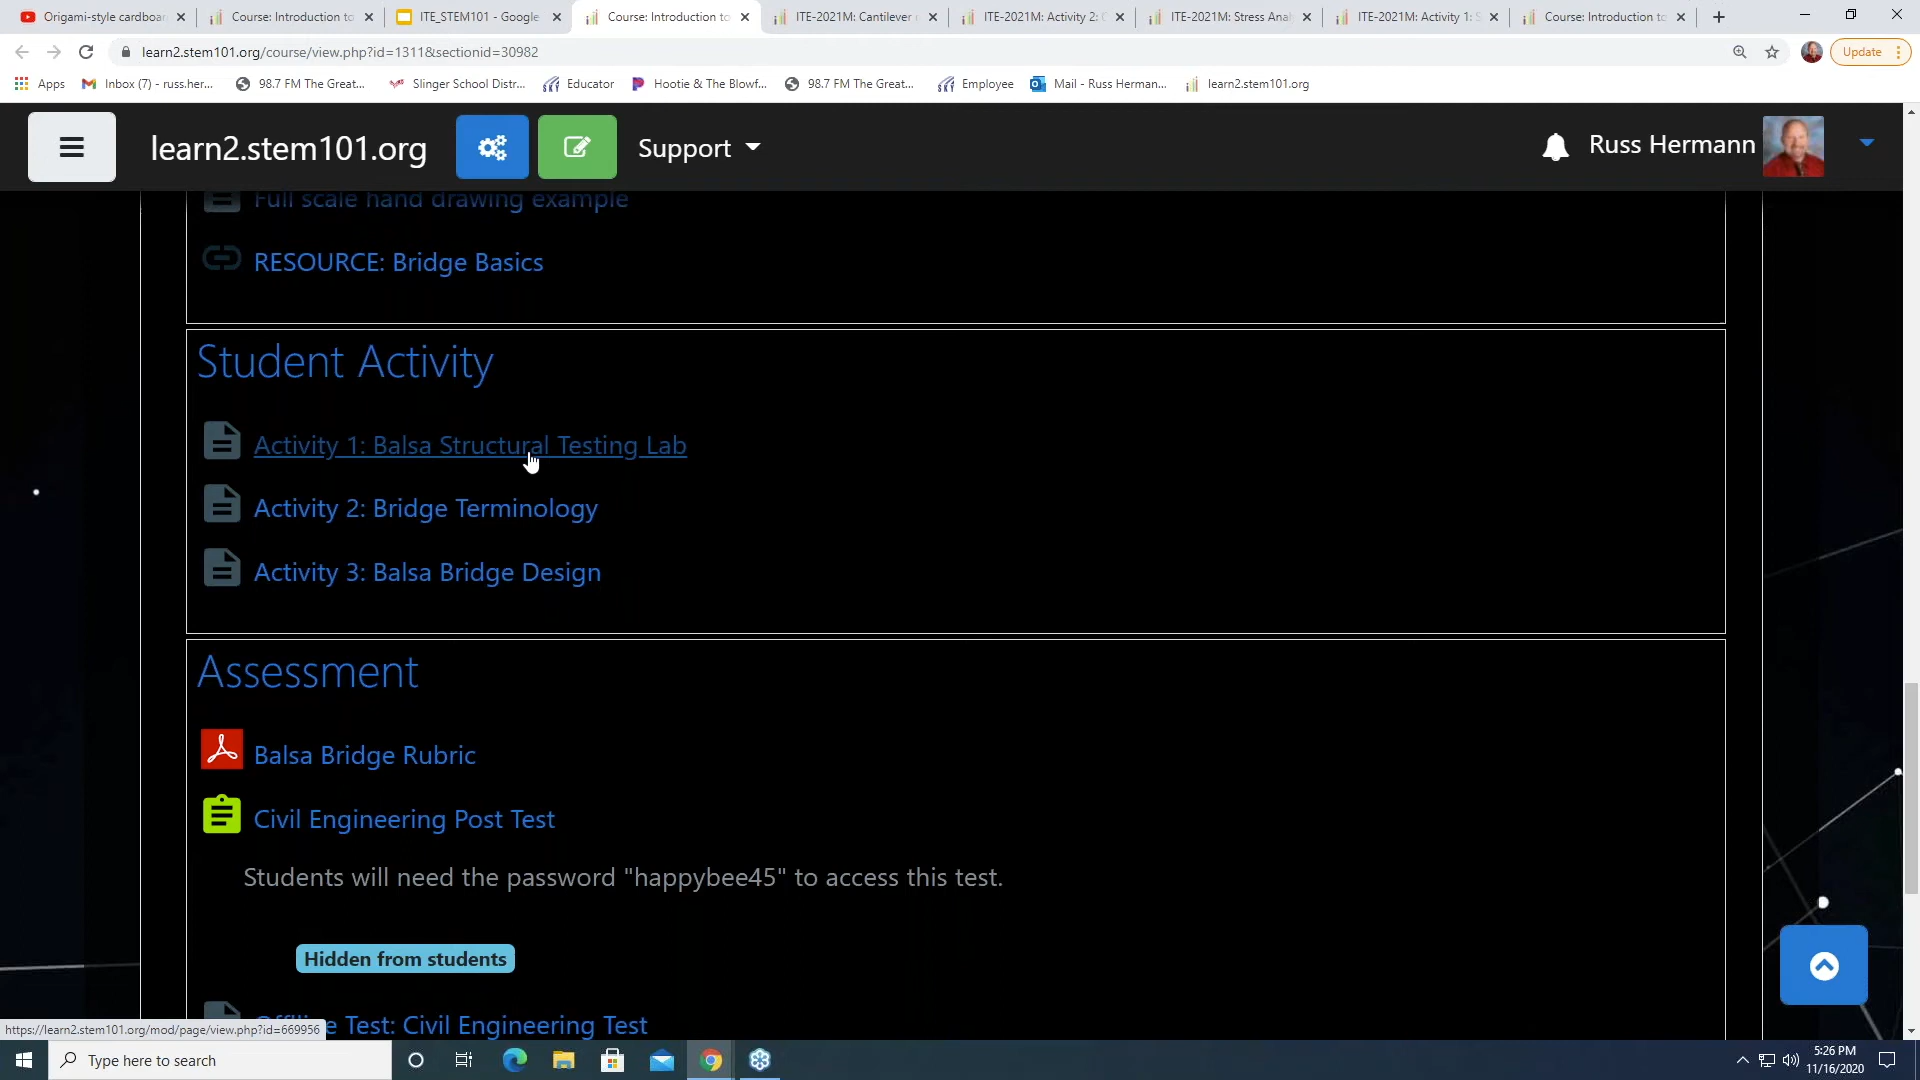 Origami-style cardboar
Course: Introduction to
ITE_STEM101 - Google
Course: Introduction to
ITE-2021M: Cantilever
ITE-2021M: Activity 2:
ITE-2021M: Stress Anal
ITE-2021M: Activity 1: S
Course: Introduction to
learn2.stem101.org/course/view.php?id=1311&sectionid=30982
Update
Apps
Inbox (7) - russ.her...
98.7 FM The Great...
Slinger School Distr...
Educator
Hootie & The Blowf...
98.7 FM The Great...
Employee
Mail - Russ Herman...
learn2.stem101.org
learn2.stem101.org
Support
Russ Hermann
Full scale hand drawing example
RESOURCE: Bridge Basics
Student Activity
Activity 1: Balsa Structural Testing Lab
Activity 2: Bridge Terminology
Activity 3: Balsa Bridge Design
Assessment
Balsa Bridge Rubric
Civil Engineering Post Test
Students will need the password "happybee45" to access this test.
Hidden from students
e Test: Civil Engineering Test
https://learn2.stem101.org/mod/page/view.php?id=669956
Type here to search
5:26 PM
11/16/2020